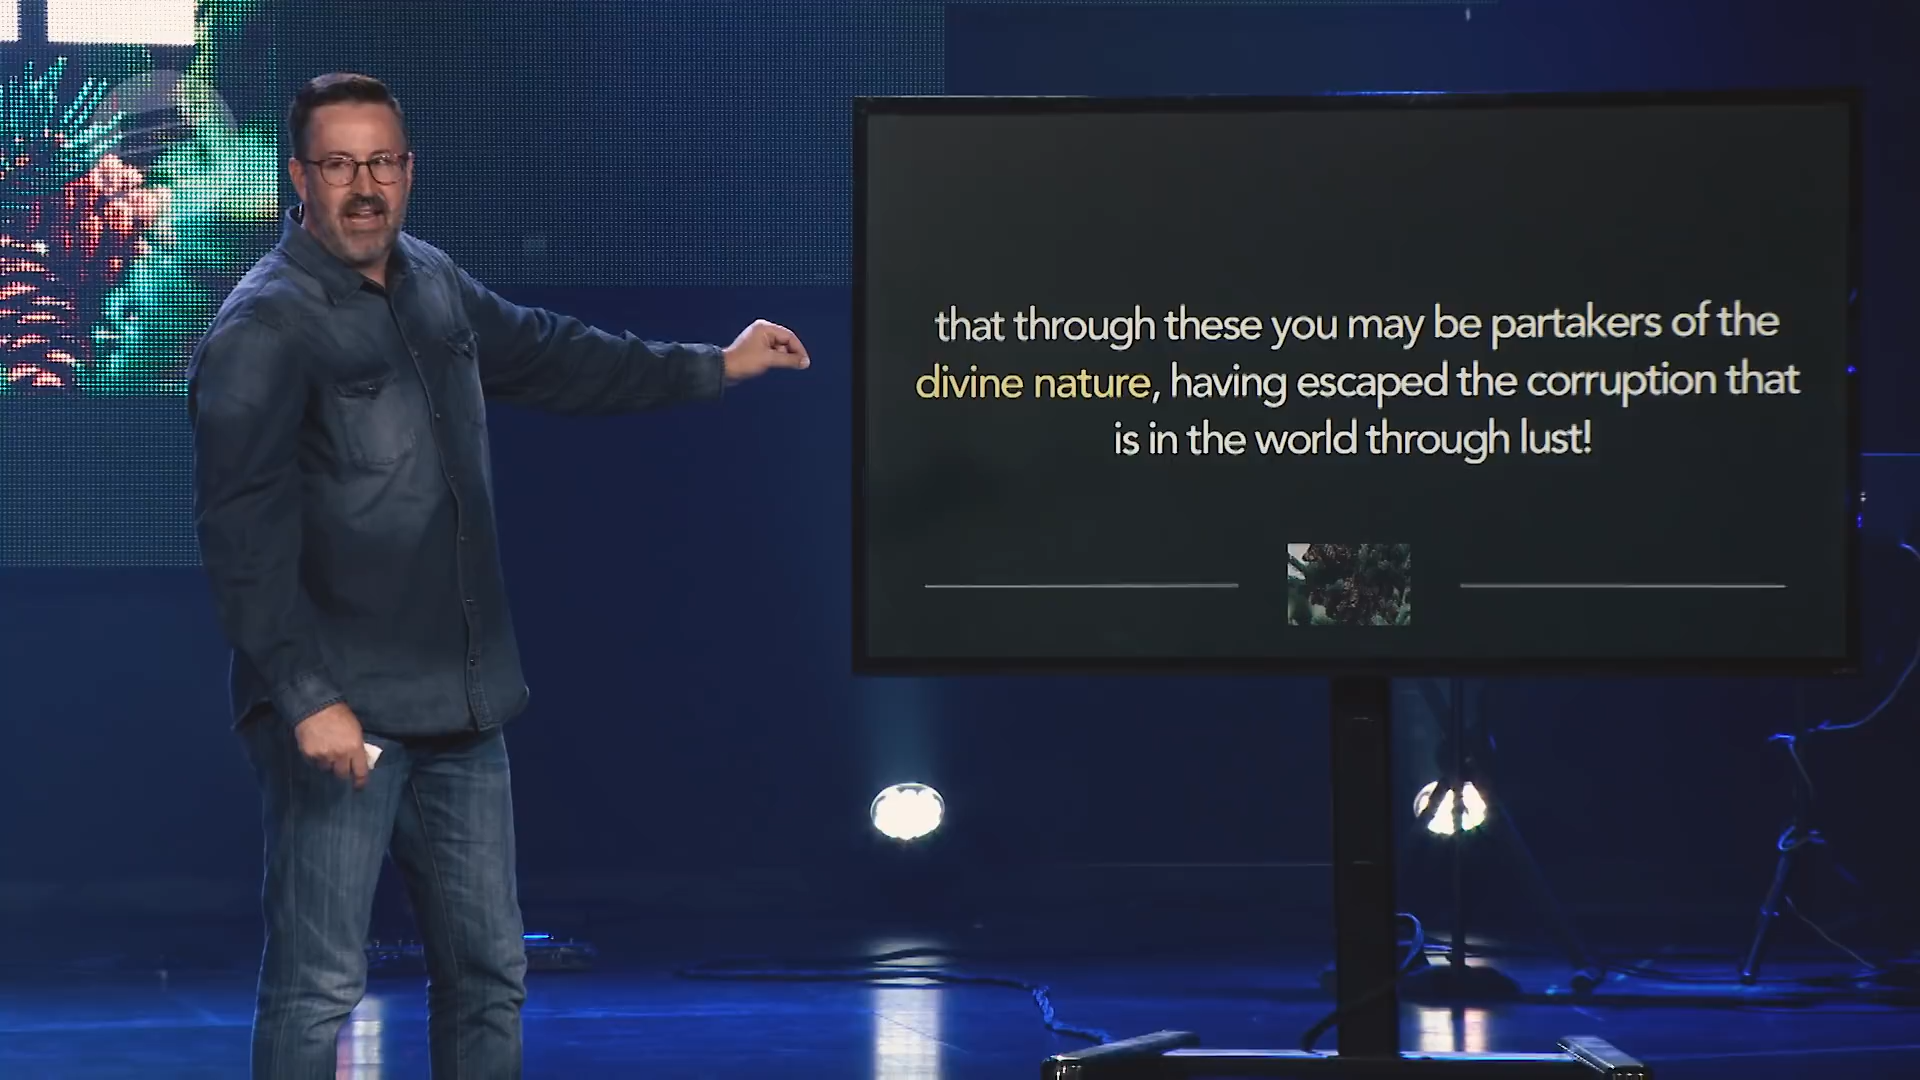 that through these you may be partakers of the
divine nature, having escaped the corruption that
is in the world through lust!